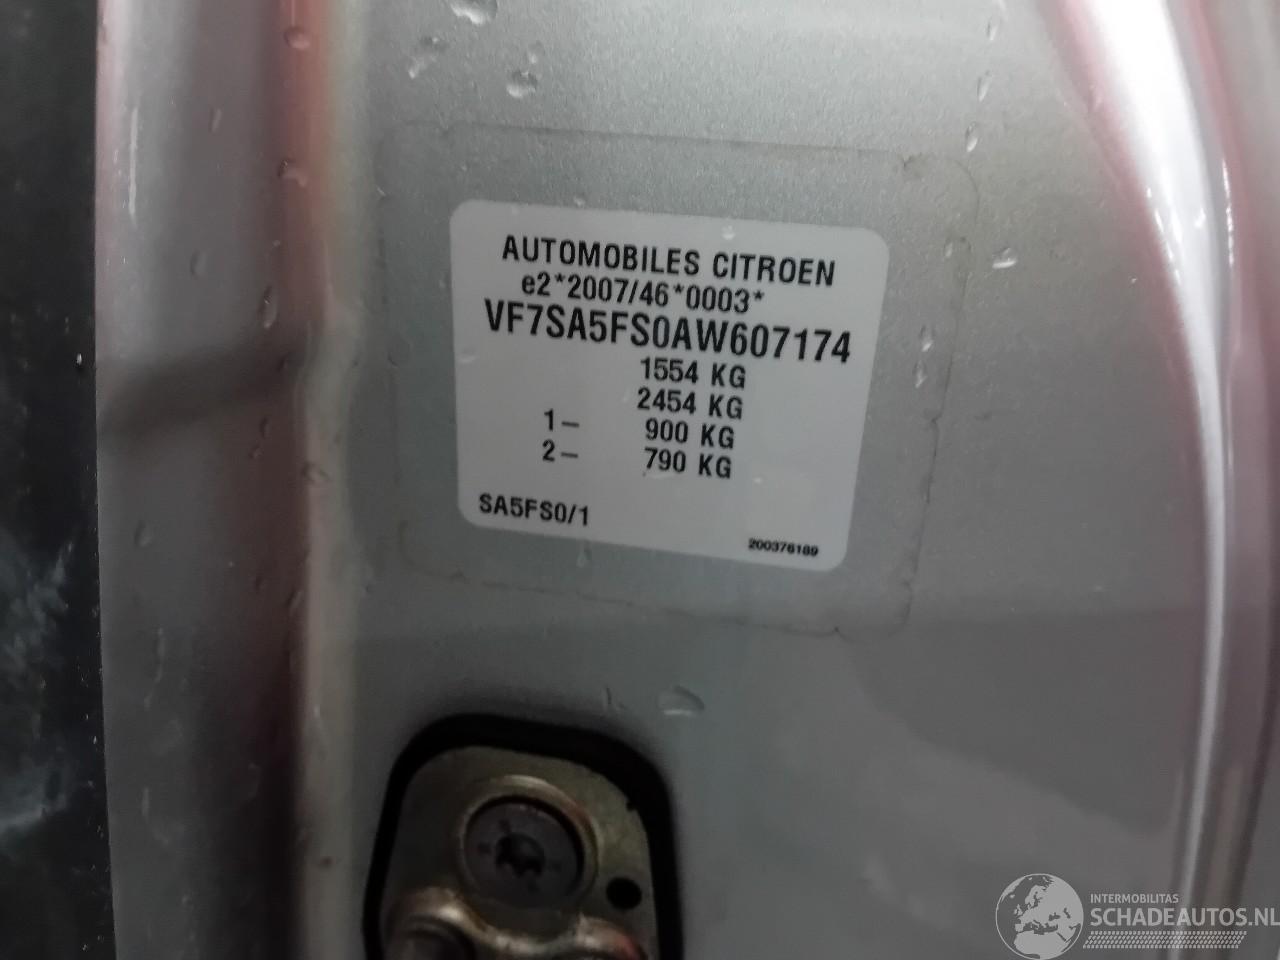 AUTOMOBILES CITROEN
e2*2007/46*0003*
VF7SA5FS0AW607174
1554 KG
2454 KG
1– 900 KG
2– 790 KG
SA5FS0/1
200376189
INTERMOBILITAS
SCHADEAUTOS.NL